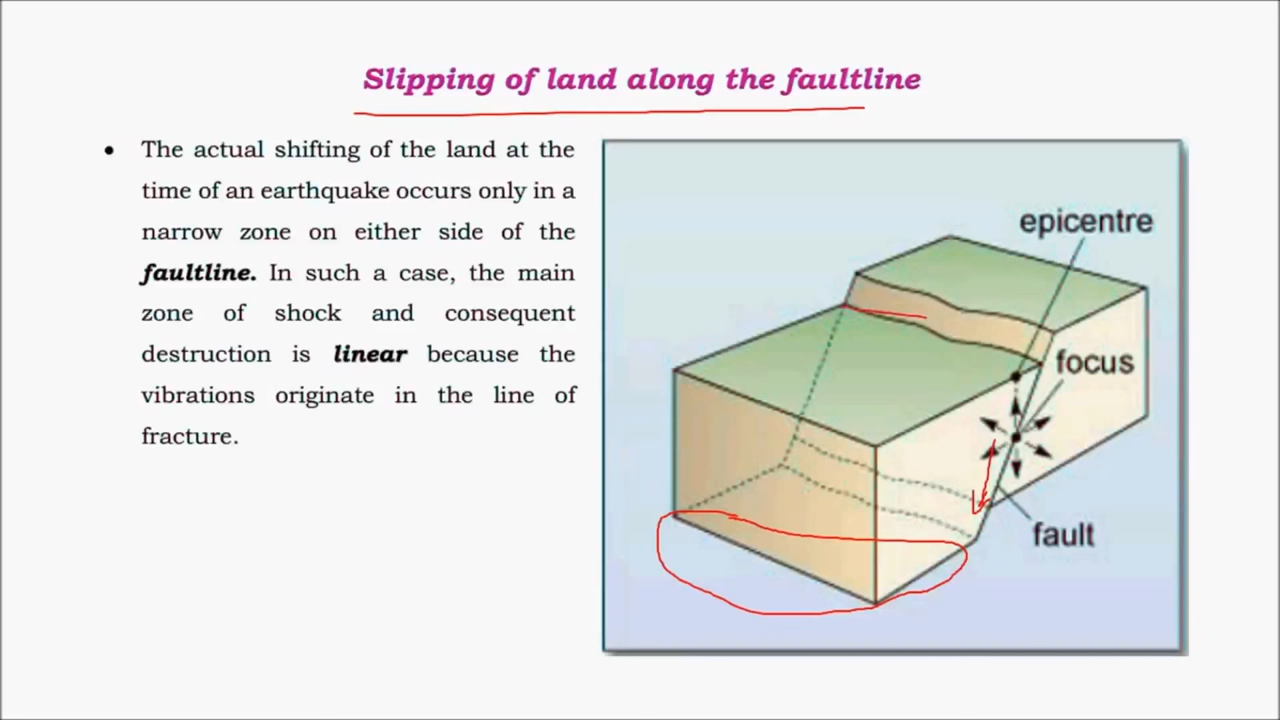 Slipping of land along the faultline
• The actual shifting of the land at the
time of an earthquake occurs only in a
narrow zone on either side of the
faultline. In such a case, the main
zone of shock and consequent
destruction is linear because the
vibrations originate in the line of
fracture.
epicentre
focus
fault